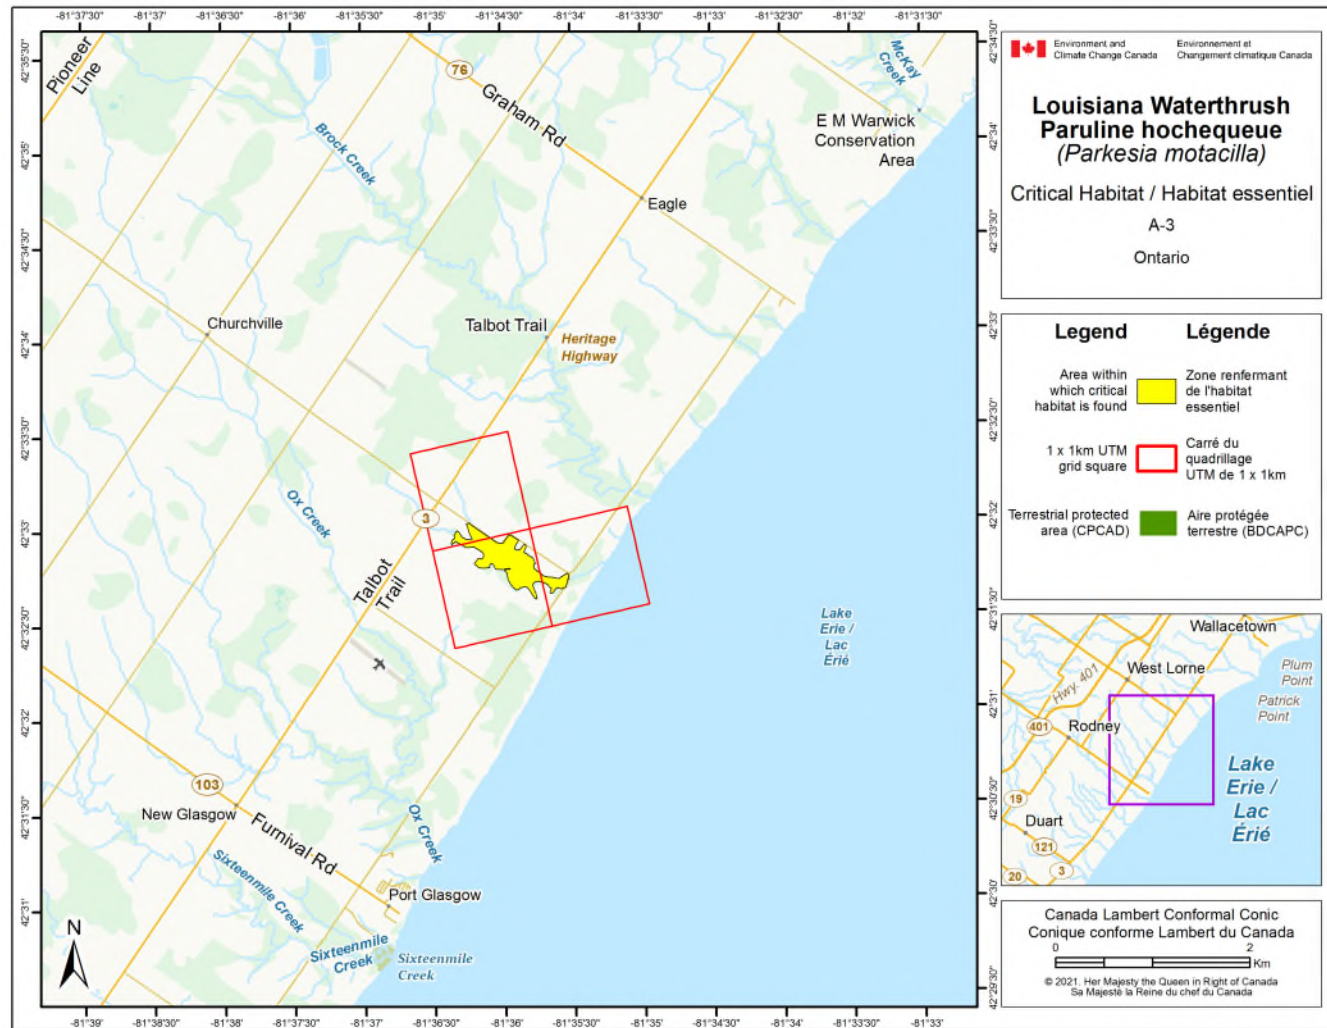 -81°37'30"
-81°37'
-81°36'30"
-81°36'
-81°35'30"
-81°35'
-81°34'30"
-81°34'
-81°33'30"
-81°33'
-81°32'30"
-81°32'
-81°31'30"
42°35'30"
42°35'
42°34'30"
42°34'
42°33'30"
42°33'
42°32'30"
42°32'
42°31'30"
42°31'
Pioneer
Line
76
Graham Rd
Brock Creek
McKay
Creek
E M Warwick
Conservation
Area
Eagle
Churchville
Talbot Trail
Heritage
Highway
Ox Creek
3
Talbot
Trail
Lake
Erie /
Lac
Érié
103
New Glasgow
Furnival Rd
Ox Creek
Sixteenmile Creek
Port Glasgow
Sixteenmile
Creek
Sixteenmile
Creek
N
42°34'30"
42°34'
42°33'30"
42°33'
42°32'30"
42°32'
42°31'30"
42°31'
42°30'30"
42°30'
42°29'30"
-81°39'
-81°38'30"
-81°38'
-81°37'30"
-81°37'
-81°36'30"
-81°36'
-81°35'30"
-81°35'
-81°34'30"
-81°34'
-81°33'30"
-81°33'
Environment and
Climate Change Canada
Environnement et
Changement climatique Canada
Louisiana Waterthrush
Paruline hochequeue
(Parkesia motacilla)
Critical Habitat / Habitat essentiel
A-3
Ontario
Legend
Légende
Area within
which critical
habitat is found
Zone renfermant
de l'habitat
essentiel
1 x 1km UTM
grid square
Carré du
quadrillage
UTM de 1 x 1km
Terrestrial protected
area (CPCAD)
Aire protégée
terrestre (BDCAPC)
Wallacetown
West Lorne
Plum
Point
Patrick
Point
Hwy. 401
401
Rodney
Lake
Erie /
Lac
Érié
19
Duart
121
3
20
Canada Lambert Conformal Conic
Conique conforme Lambert du Canada
0 2
Km
© 2021. Her Majesty the Queen in Right of Canada
Sa Majesté la Reine du chef du Canada